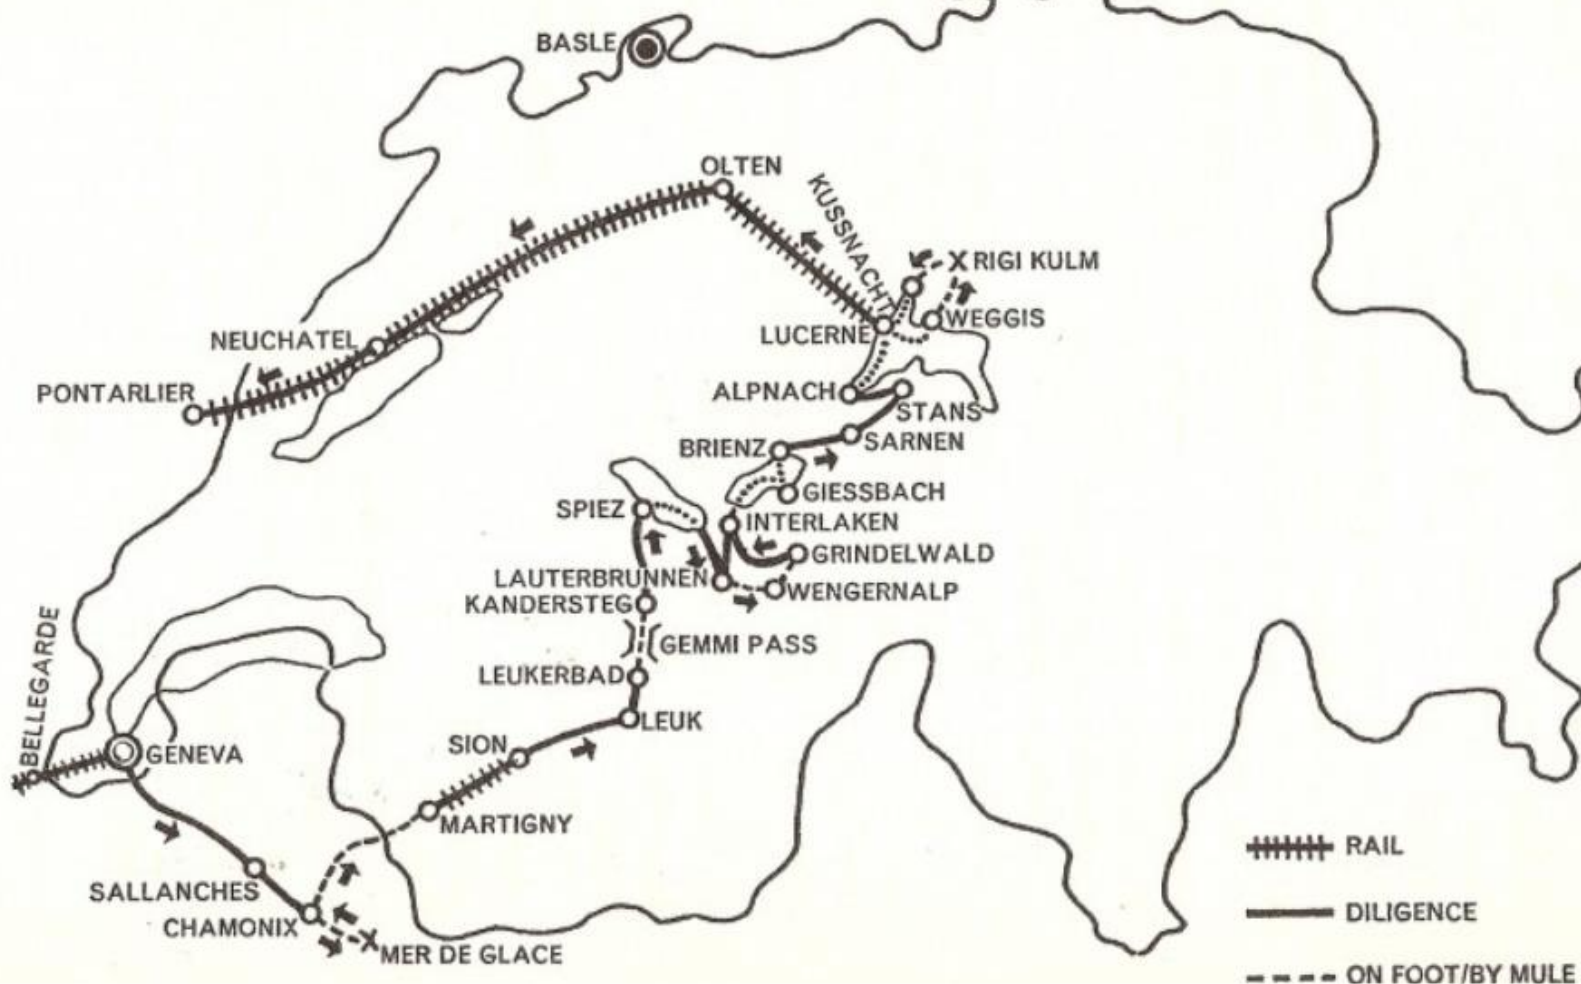 BASLE
OLTEN
KUSSNACHT
RIGI KULM
NEUCHATEL
LUCERNE
WEGGIS
PONTARLIER
ALPNACH
STANS
BRIENZ
SARNEN
GIESSBACH
SPIEZ
INTERLAKEN
GRINDELWALD
LAUTERBRUNNEN
WENGERNALP
KANDERSTEG
GEMMI PASS
BELLEGARDE
LEUKERBAD
LEUK
SION
GENEVA
MARTIGNY
RAIL
SALLANCHES
DILIGENCE
CHAMONIX
MER DE GLACE
ON FOOT/BY MULE